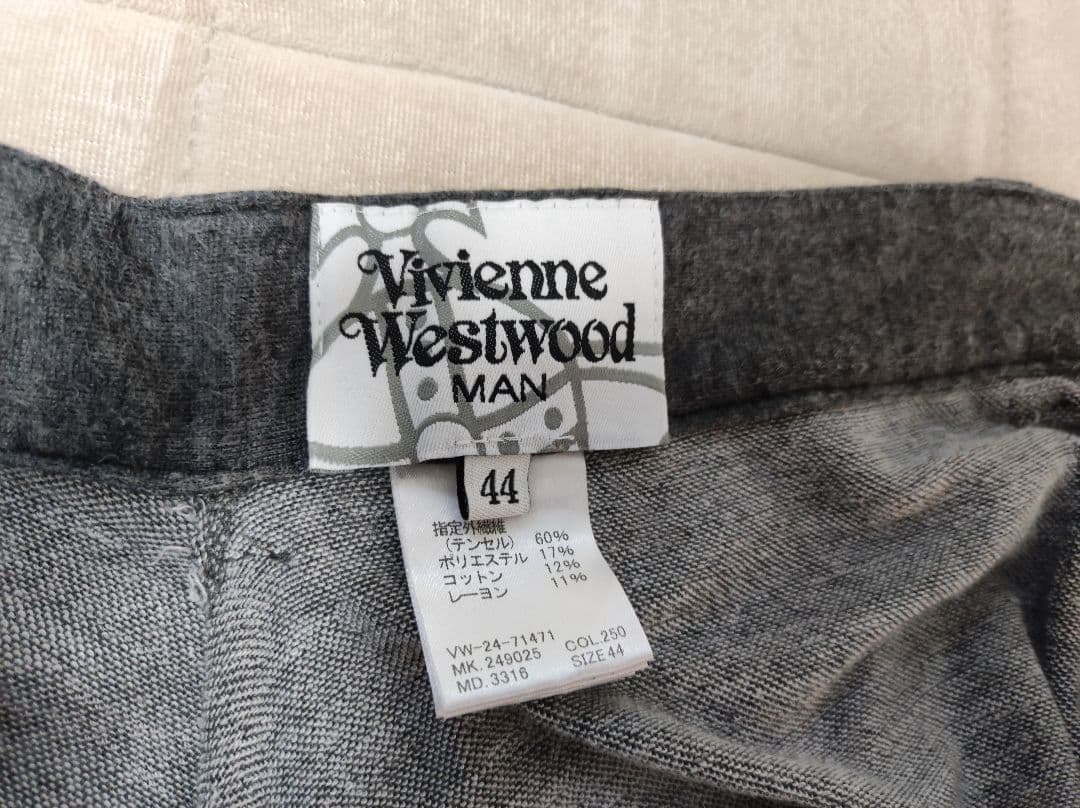 Vivienne
Westwood
MAN
44
指定外繊維
(テンセル) 60%
ポリエステル 17%
コットン 12%
レーヨン 11%
VW-24-71471
MK.249025 COL.250
MD.3316 SIZE44